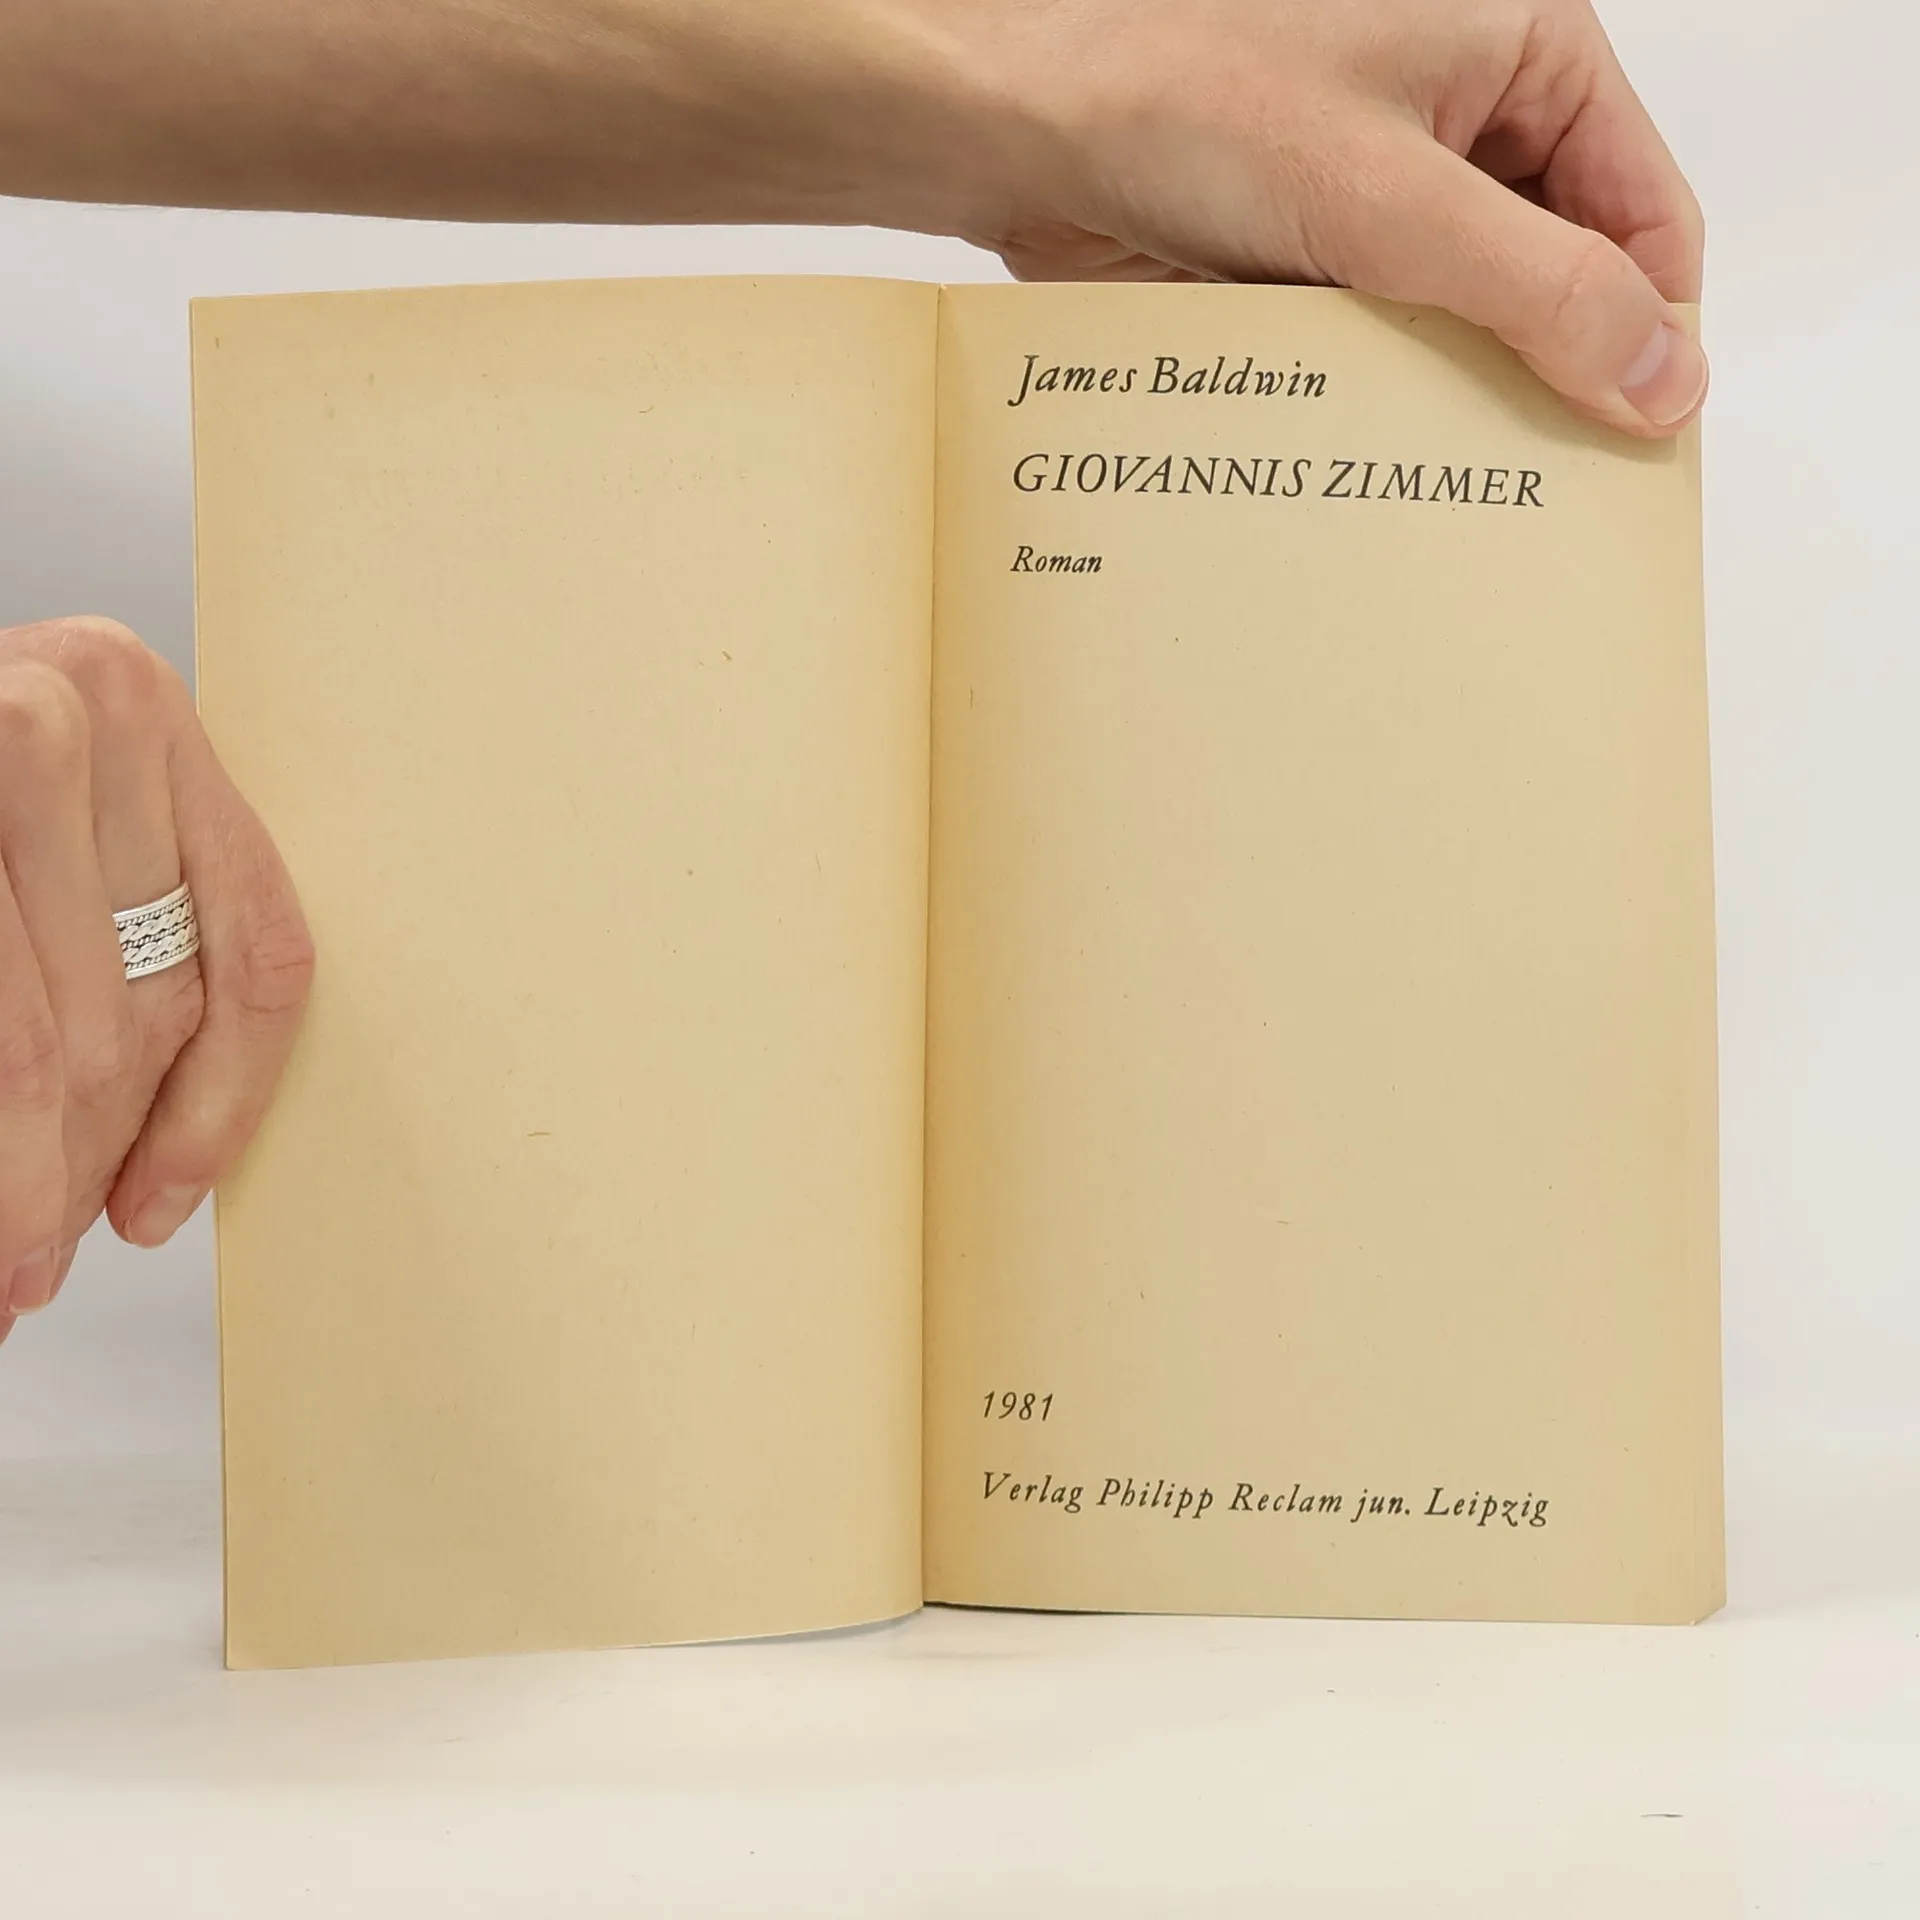 James Baldwin
GIOVANNIS ZIMMER
Roman
1981
Verlag Philipp Reclam jun. Leipzig